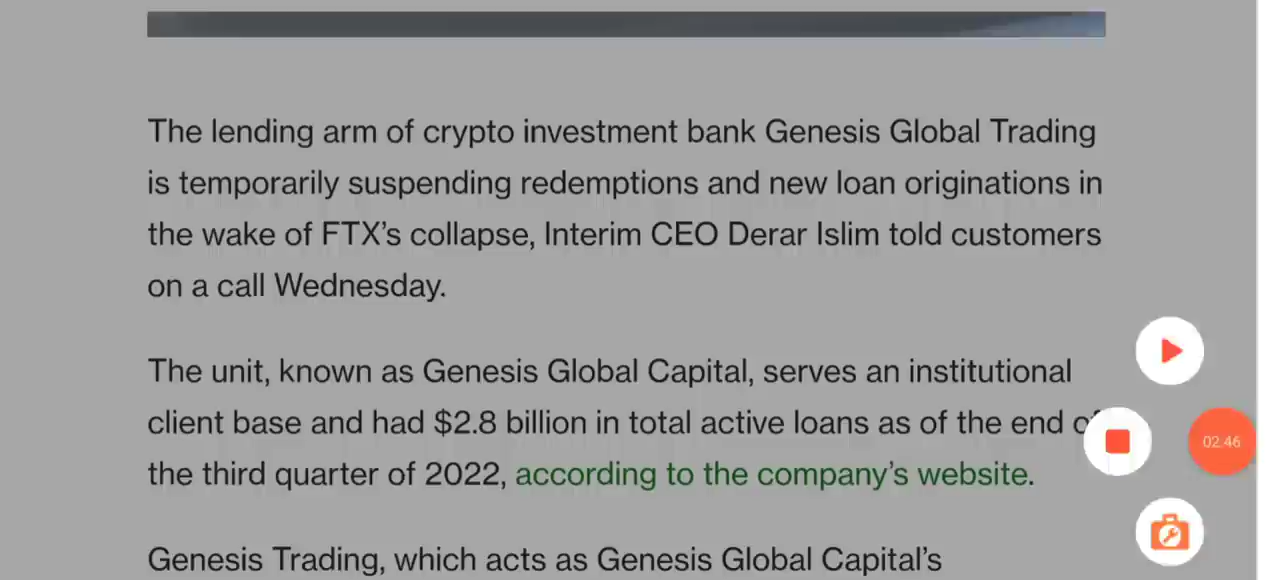 The lending arm of crypto investment bank Genesis Global Trading
is temporarily suspending redemptions and new loan originations in
the wake of FTX's collapse, Interim CEO Derar Islim told customers
on a call Wednesday.
The unit, known as Genesis Global Capital, serves an institutional
client base and had $2.8 billion in total active loans as of the end of
the third quarter of 2022, according to the company's website.
02.46
Genesis Trading, which acts as Genesis Global Capital's